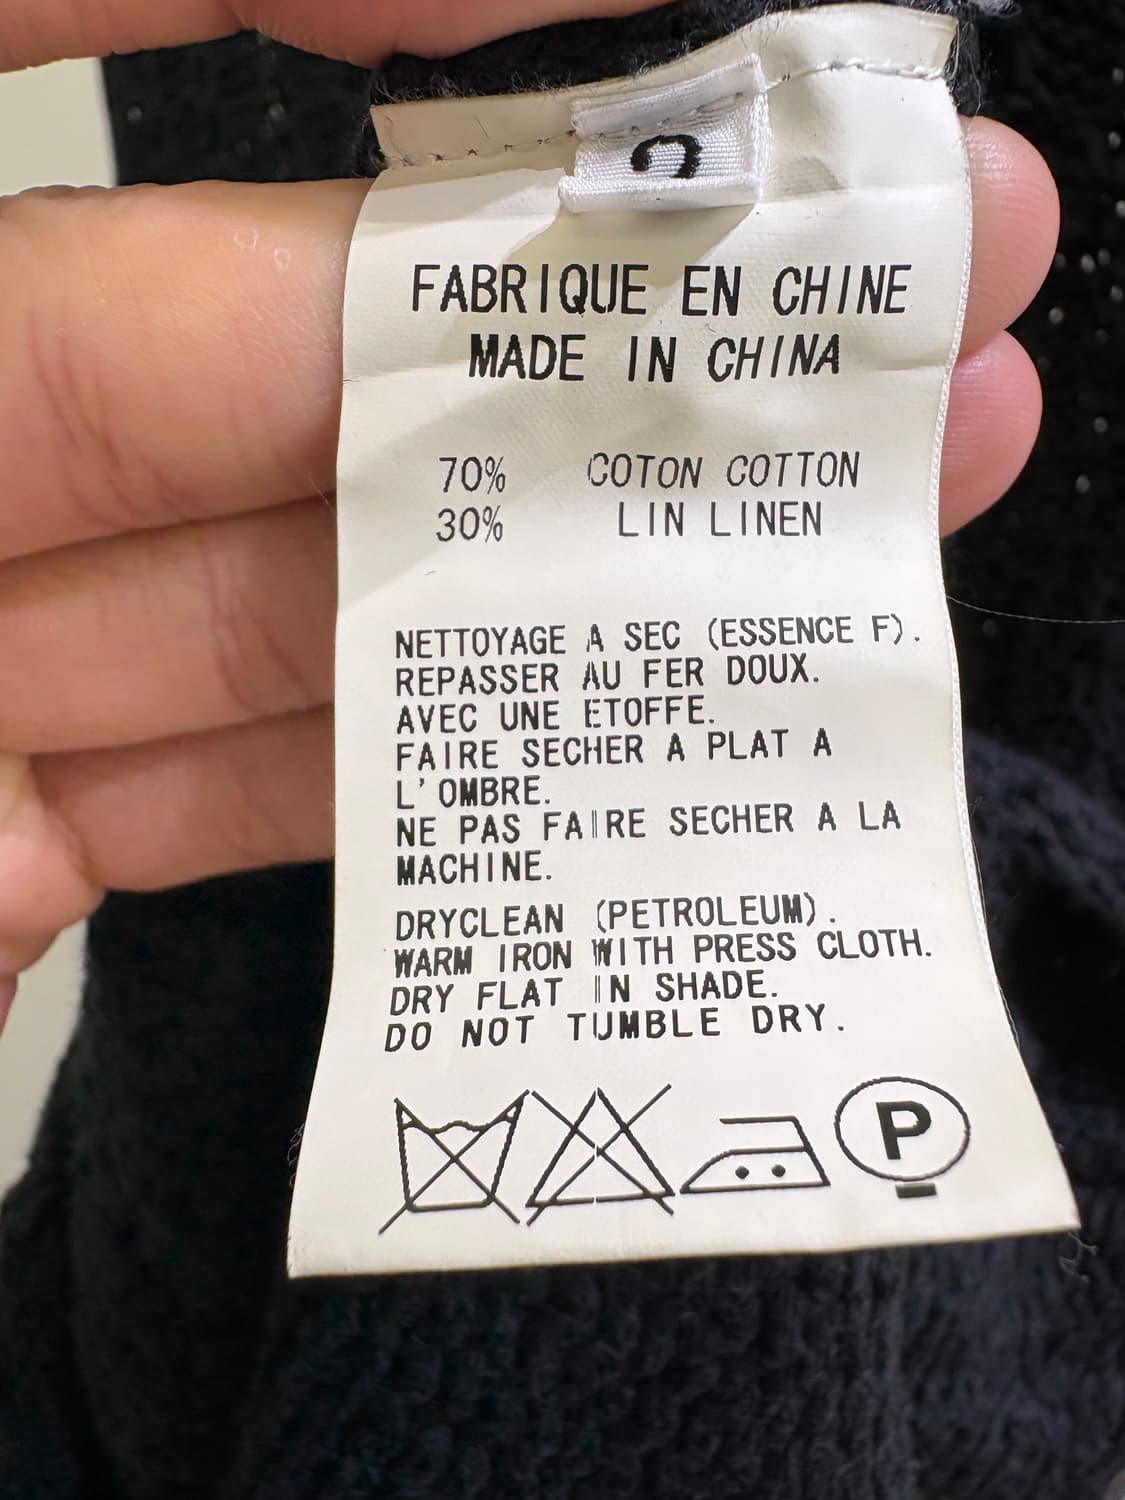 FABRIQUE EN CHINE
MADE IN CHINA
70% COTON COTTON
30% LIN LINEN
NETTOYAGE A SEC (ESSENCE F).
REPASSER AU FER DOUX.
AVEC UNE ETOFFE.
FAIRE SECHER A PLAT A
L'OMBRE.
NE PAS FAIRE SECHER A LA
MACHINE.
DRYCLEAN (PETROLEUM).
WARM IRON WITH PRESS CLOTH.
DRY FLAT IN SHADE.
DO NOT TUMBLE DRY.
P